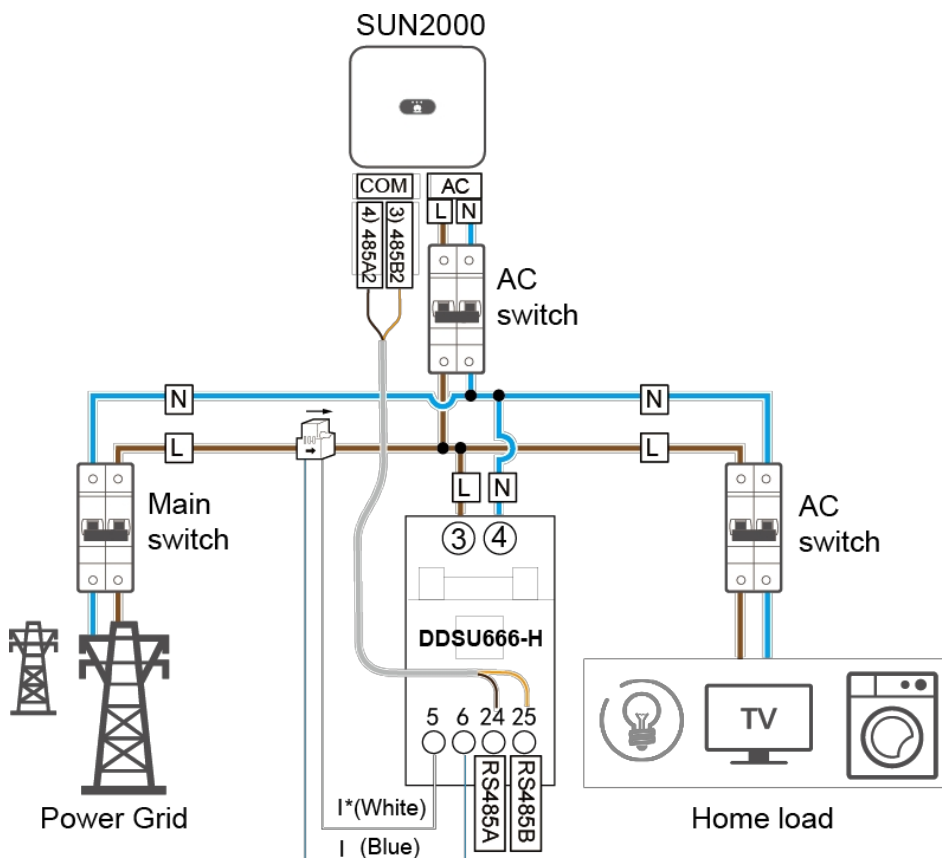 SUN2000
COM
AC
4) 485A2
3) 485B2
L
N
AC
switch
N
N
L
L
Main
switch
L
N
AC
switch
3
4
DDSU666-H
TV
5
6
24
25
RS485A
RS485B
I*(White)
I (Blue)
Power Grid
Home load